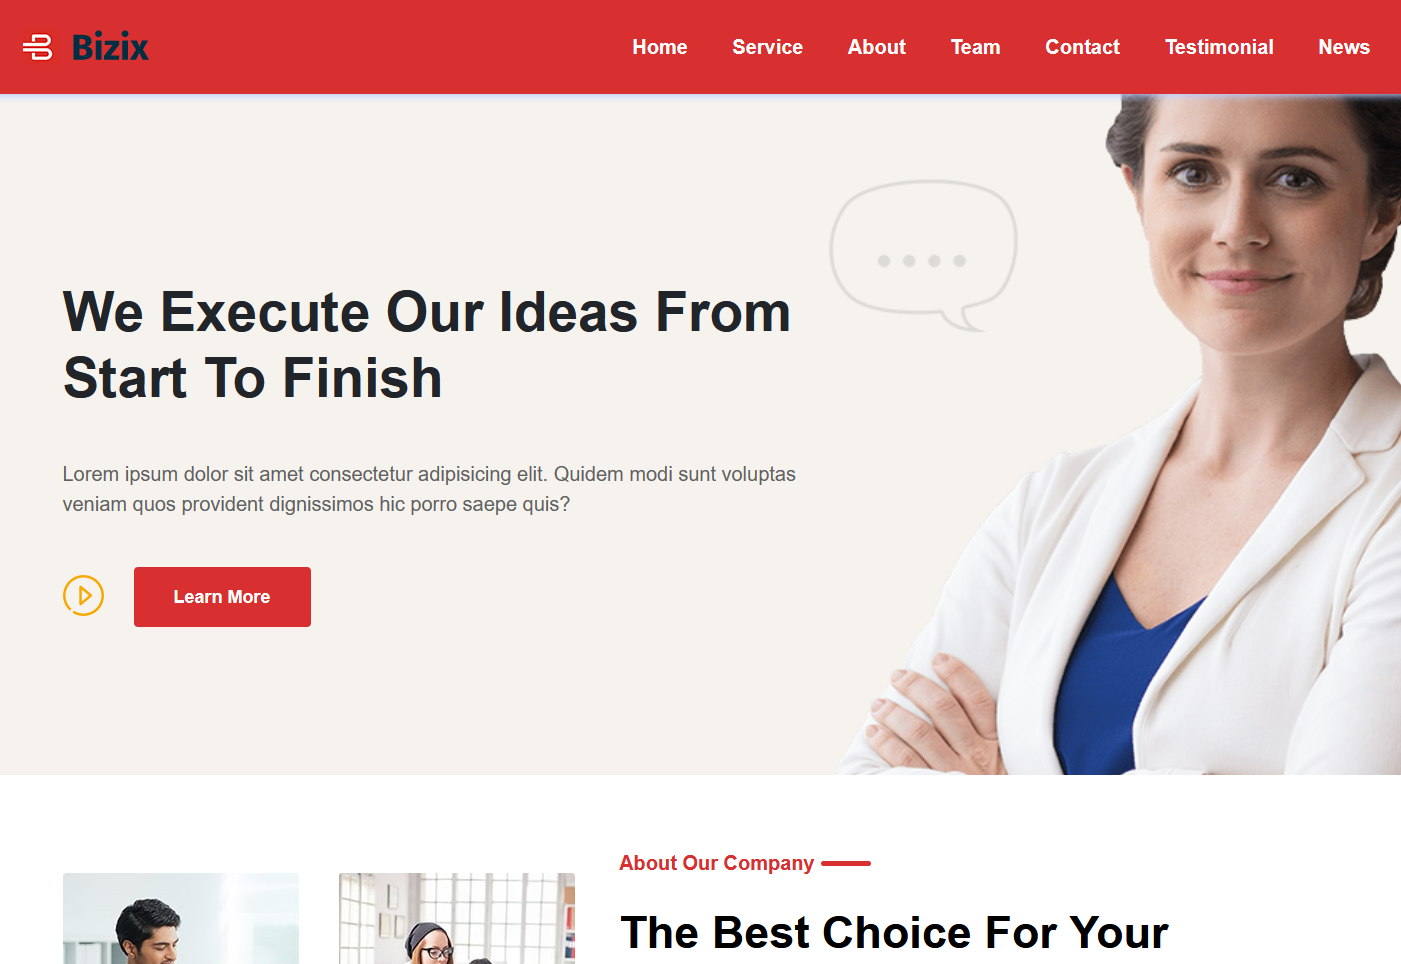 Bizix
Home Service About Team Contact Testimonial News
We Execute Our Ideas From
Start To Finish
Lorem ipsum dolor sit amet consectetur adipisicing elit. Quidem modi sunt voluptas
veniam quos provident dignissimos hic porro saepe quis?
Learn More
About Our Company
The Best Choice For Your